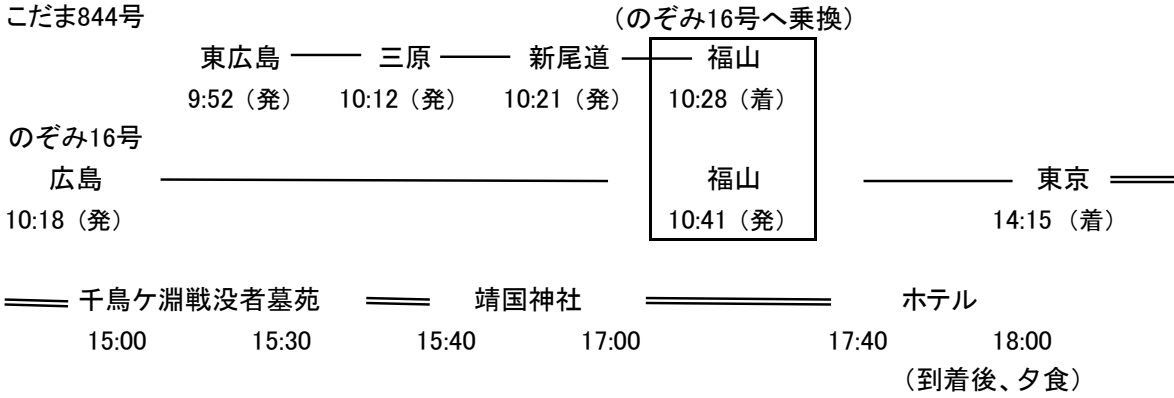 こだま844号
（のぞみ16号へ乗換）
東広島 三原 新尾道 福山
9:52（発） 10:12（発） 10:21（発） 10:28（着）
のぞみ16号
広島 福山 東京
10:18（発） 10:41（発） 14:15（着）
千鳥ケ淵戦没者墓苑 靖国神社 ホテル
15:00 15:30 15:40 17:00 17:40 18:00
（到着後、夕食）